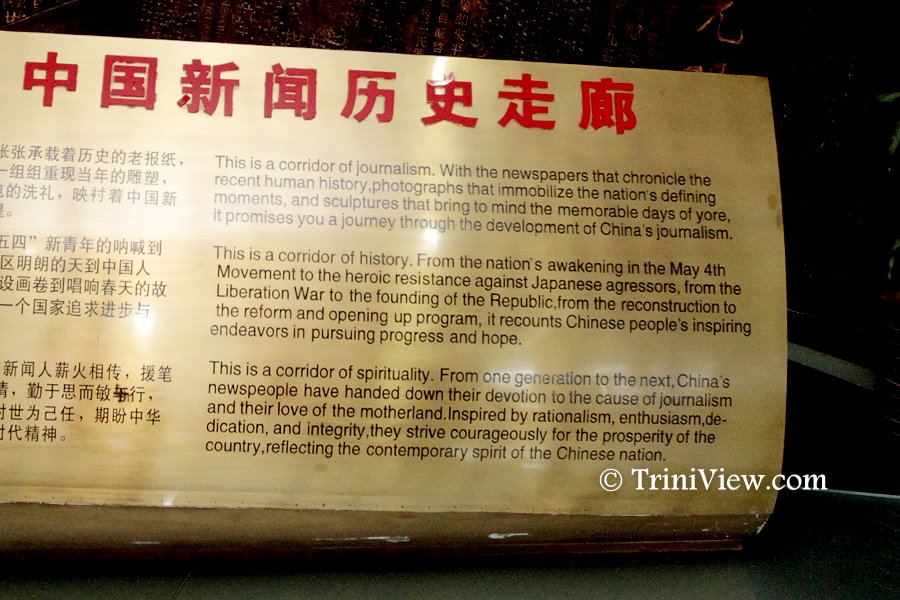 中国新闻历史走廊
张张承载着历史的老报纸,
一组组重现当年的雕塑,
的洗礼,映衬着中国新
。
五四”新青年的呐喊到
区明朗的天到中国人
设画卷到唱响春天的故
一个国家追求进步与
新闻人薪火相传,援笔
情,勤于思而敏与行,
时世为己任,期盼中华
时代精神。
This is a corridor of journalism. With the newspapers that chronicle the
recent human history,photographs that immobilize the nation's defining
moments, and sculptures that bring to mind the memorable days of yore,
it promises you a journey through the development of China's journalism.
This is a corridor of history. From the nation's awakening in the May 4th
Movement to the heroic resistance against Japanese agressors, from the
Liberation War to the founding of the Republic,from the reconstruction to
the reform and opening up program, it recounts Chinese people's inspiring
endeavors in pursuing progress and hope.
This is a corridor of spirituality. From one generation to the next,China's
newspeople have handed down their devotion to the cause of journalism
and their love of the motherland.Inspired by rationalism, enthusiasm,de-
dication, and integrity,they strive courageously for the prosperity of the
country,reflecting the contemporary spirit of the Chinese nation.
© TriniView.com